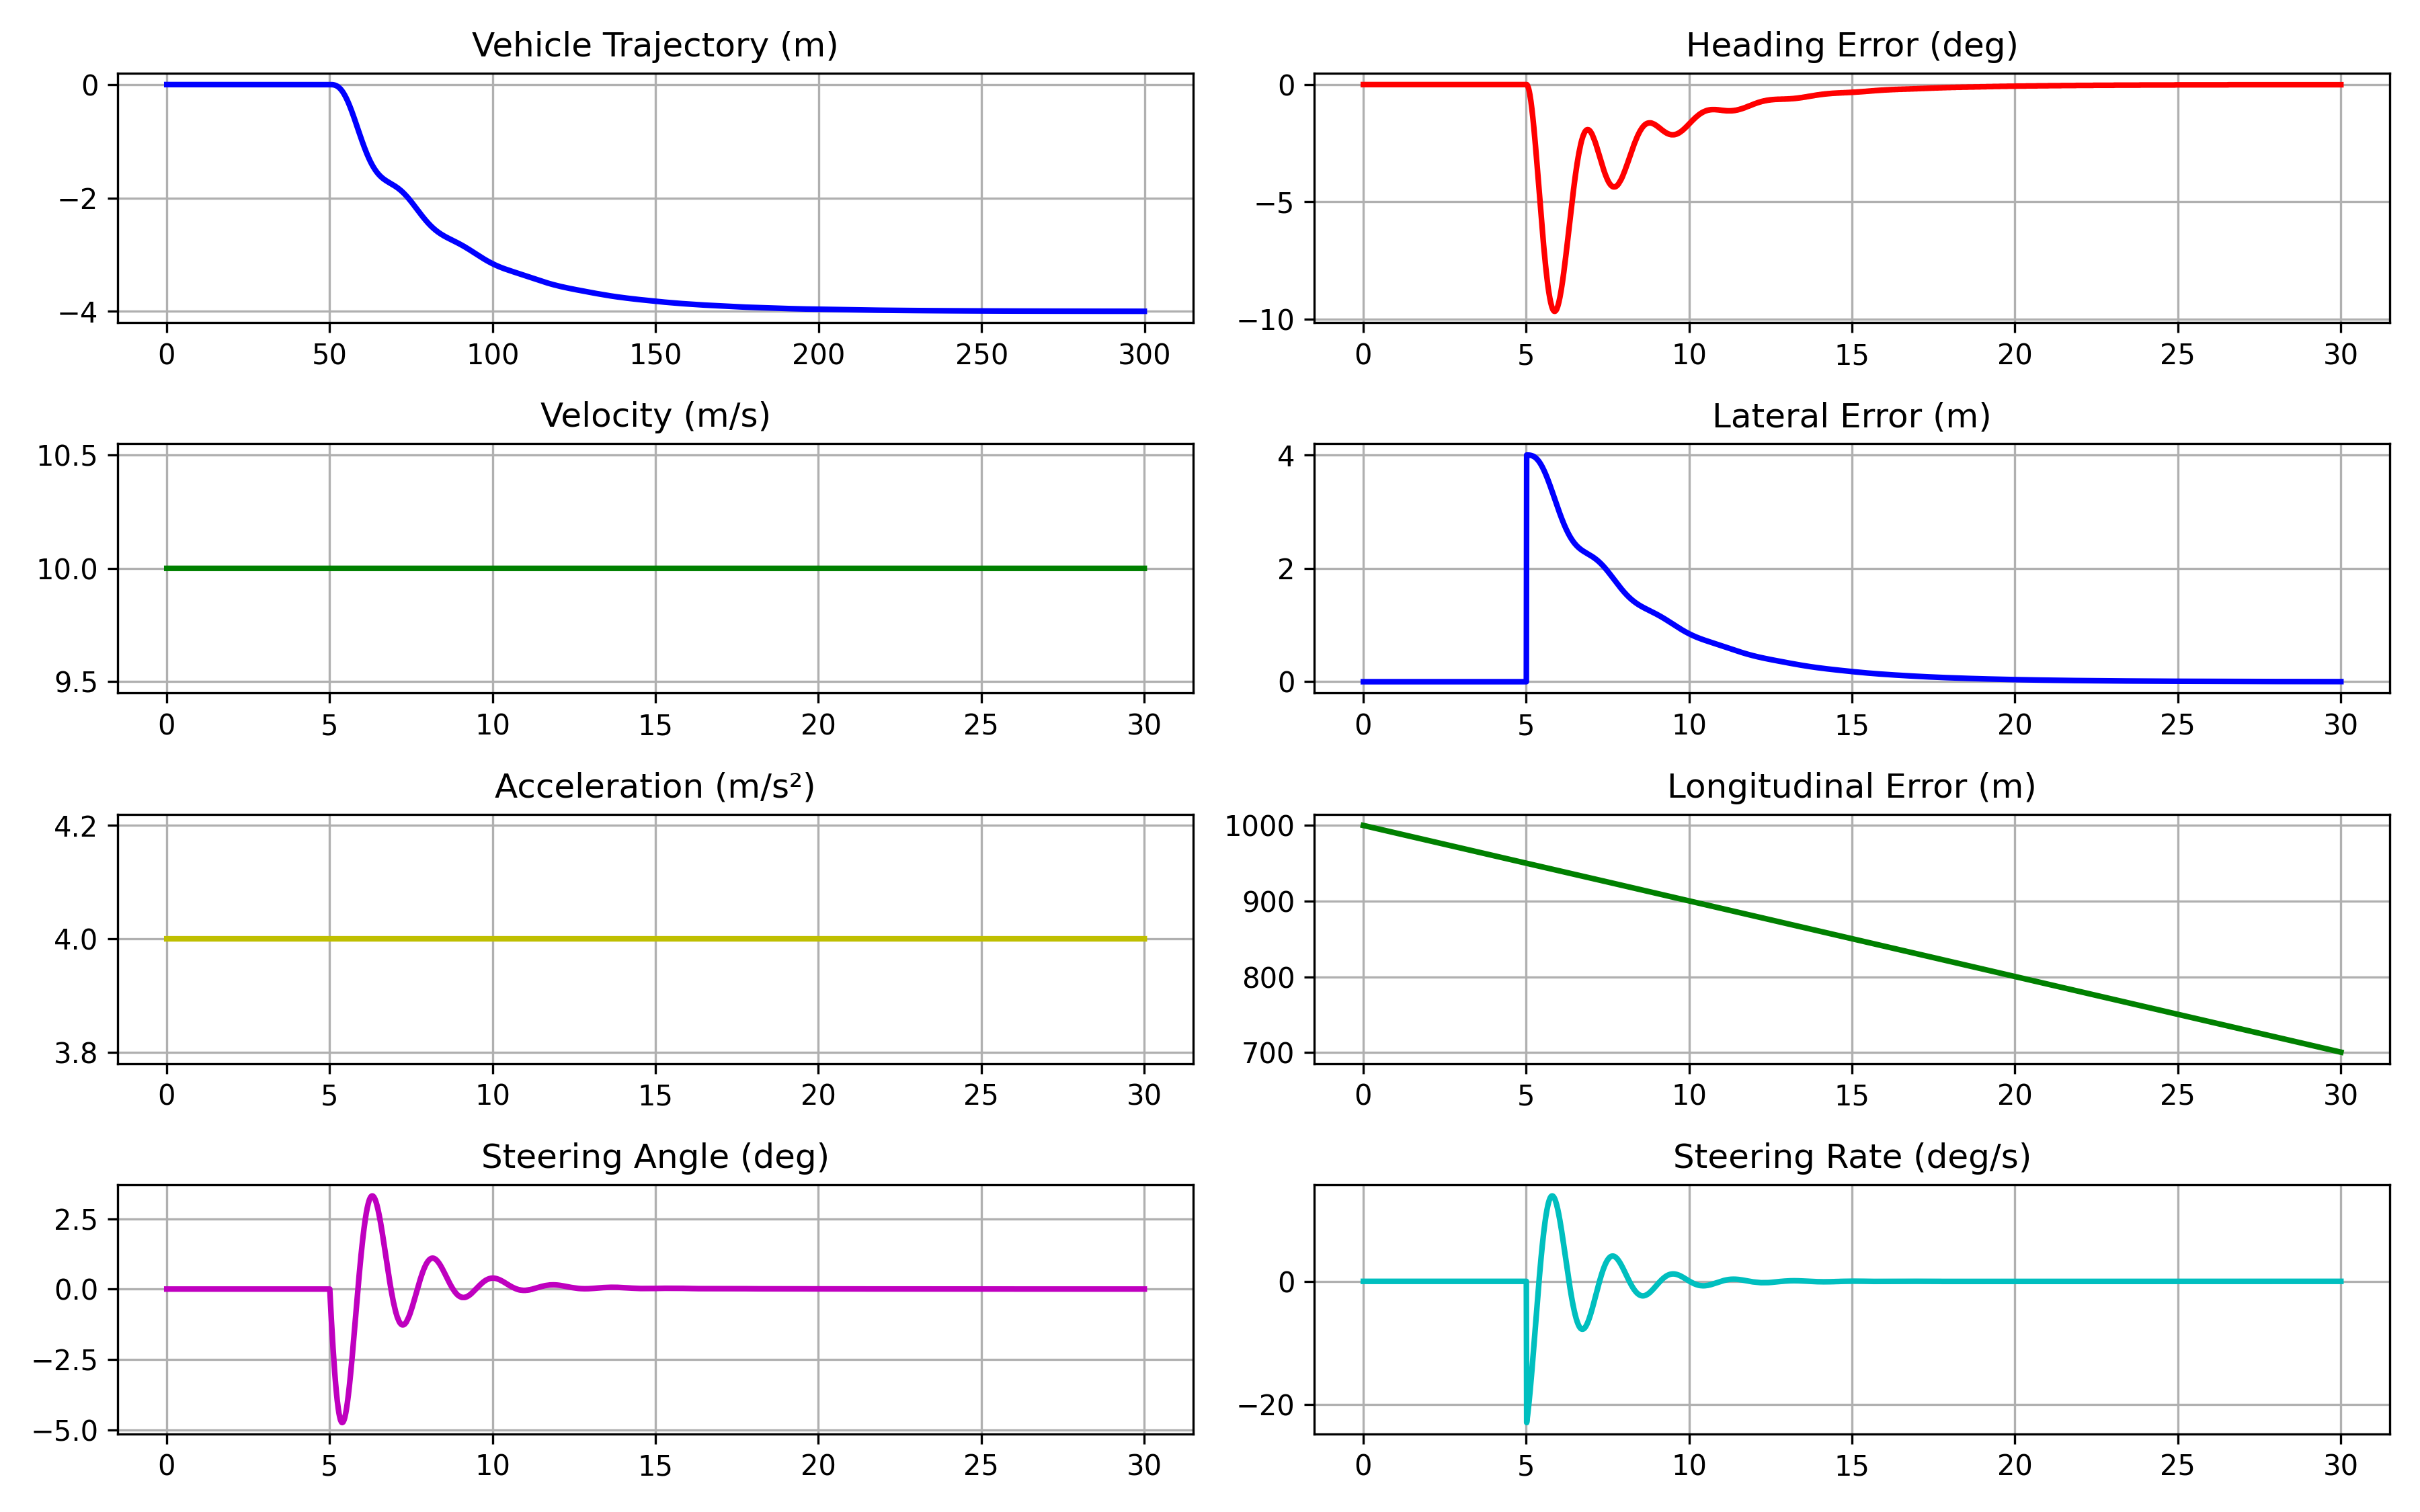 Vehicle Trajectory (m)
0
−2
−4
0 50 100 150 200 250 300
Heading Error (deg)
0
−5
−10
0 5 10 15 20 25 30
Velocity (m/s)
10.5
10.0
9.5
0 5 10 15 20 25 30
Lateral Error (m)
4
2
0
0 5 10 15 20 25 30
Acceleration (m/s²)
4.2
4.0
3.8
0 5 10 15 20 25 30
Longitudinal Error (m)
1000
900
800
700
0 5 10 15 20 25 30
Steering Angle (deg)
2.5
0.0
−2.5
−5.0
0 5 10 15 20 25 30
Steering Rate (deg/s)
0
−20
0 5 10 15 20 25 30